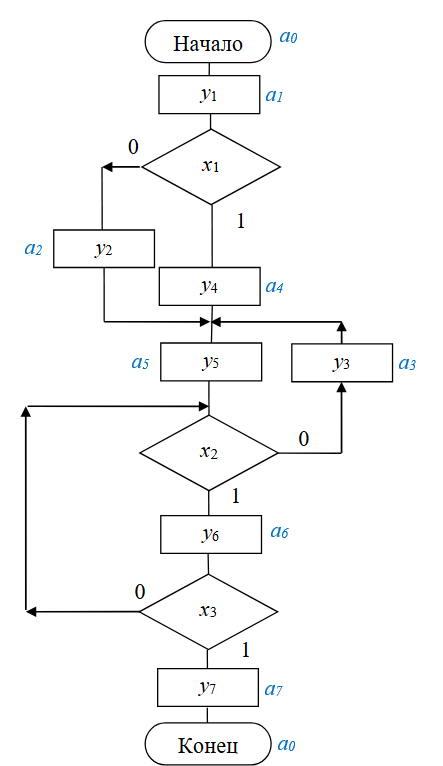 Начало a0
y1 a1
0 x1
1
a2 y2
y4 a4
a5 y5 y3 a3
x2 0
1
y6 a6
0 x3
1
y7 a7
Конец a0